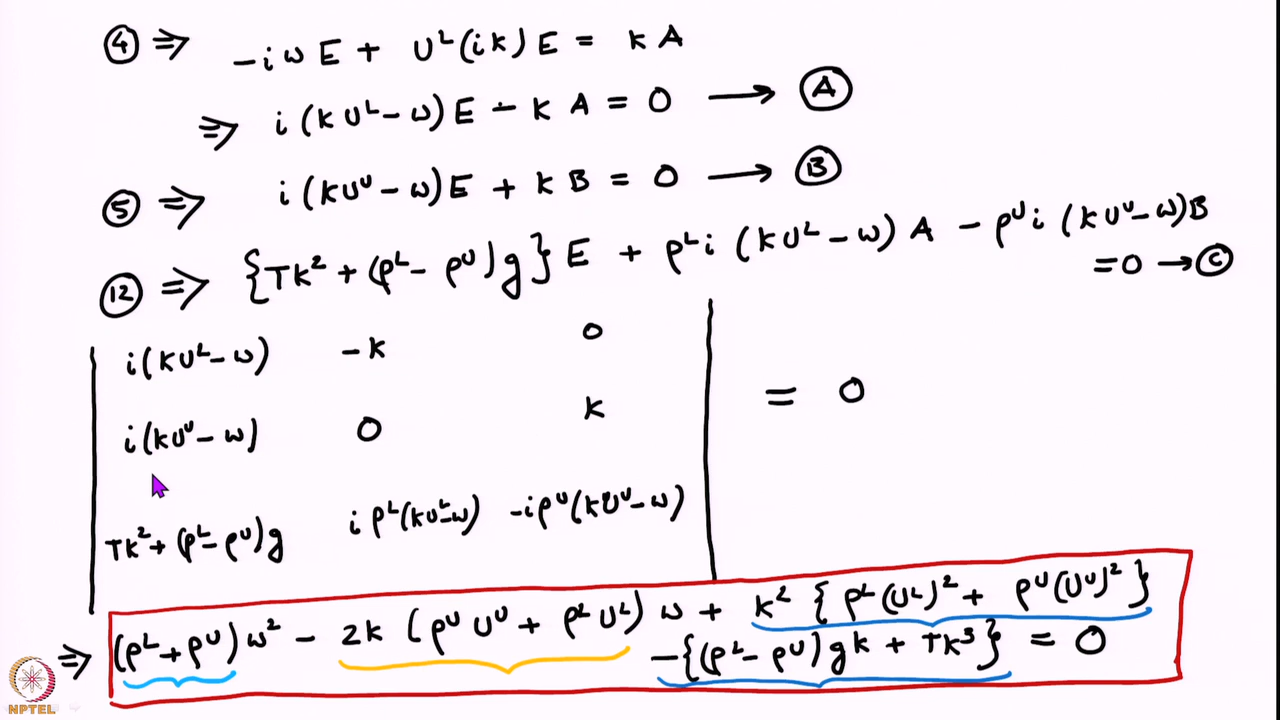 ④ ⇒ -iωE + U^L(ik)E = kA
⇒ i(kU^L - ω)E - kA = 0 → Ⓐ
⑤ ⇒ i(kU^U - ω)E + kB = 0 → Ⓑ
⑫ ⇒ {Tk² + (ρ^L - ρ^U)g}E + ρ^L i(kU^L - ω)A - ρ^U i(kU^U - ω)B
= 0 → Ⓒ
i(kU^L - ω) -k 0
i(kU^U - ω) 0 k = 0
Tk² + (ρ^L - ρ^U)g iρ^L(kU^L - ω) -iρ^U(kU^U - ω)
⇒ (ρ^L + ρ^U)ω² - 2k(ρ^U U^U + ρ^L U^L)ω + k²{ρ^L(U^L)² + ρ^U(U^U)²}
-{(ρ^L - ρ^U)gk + Tk³} = 0
NPTEL